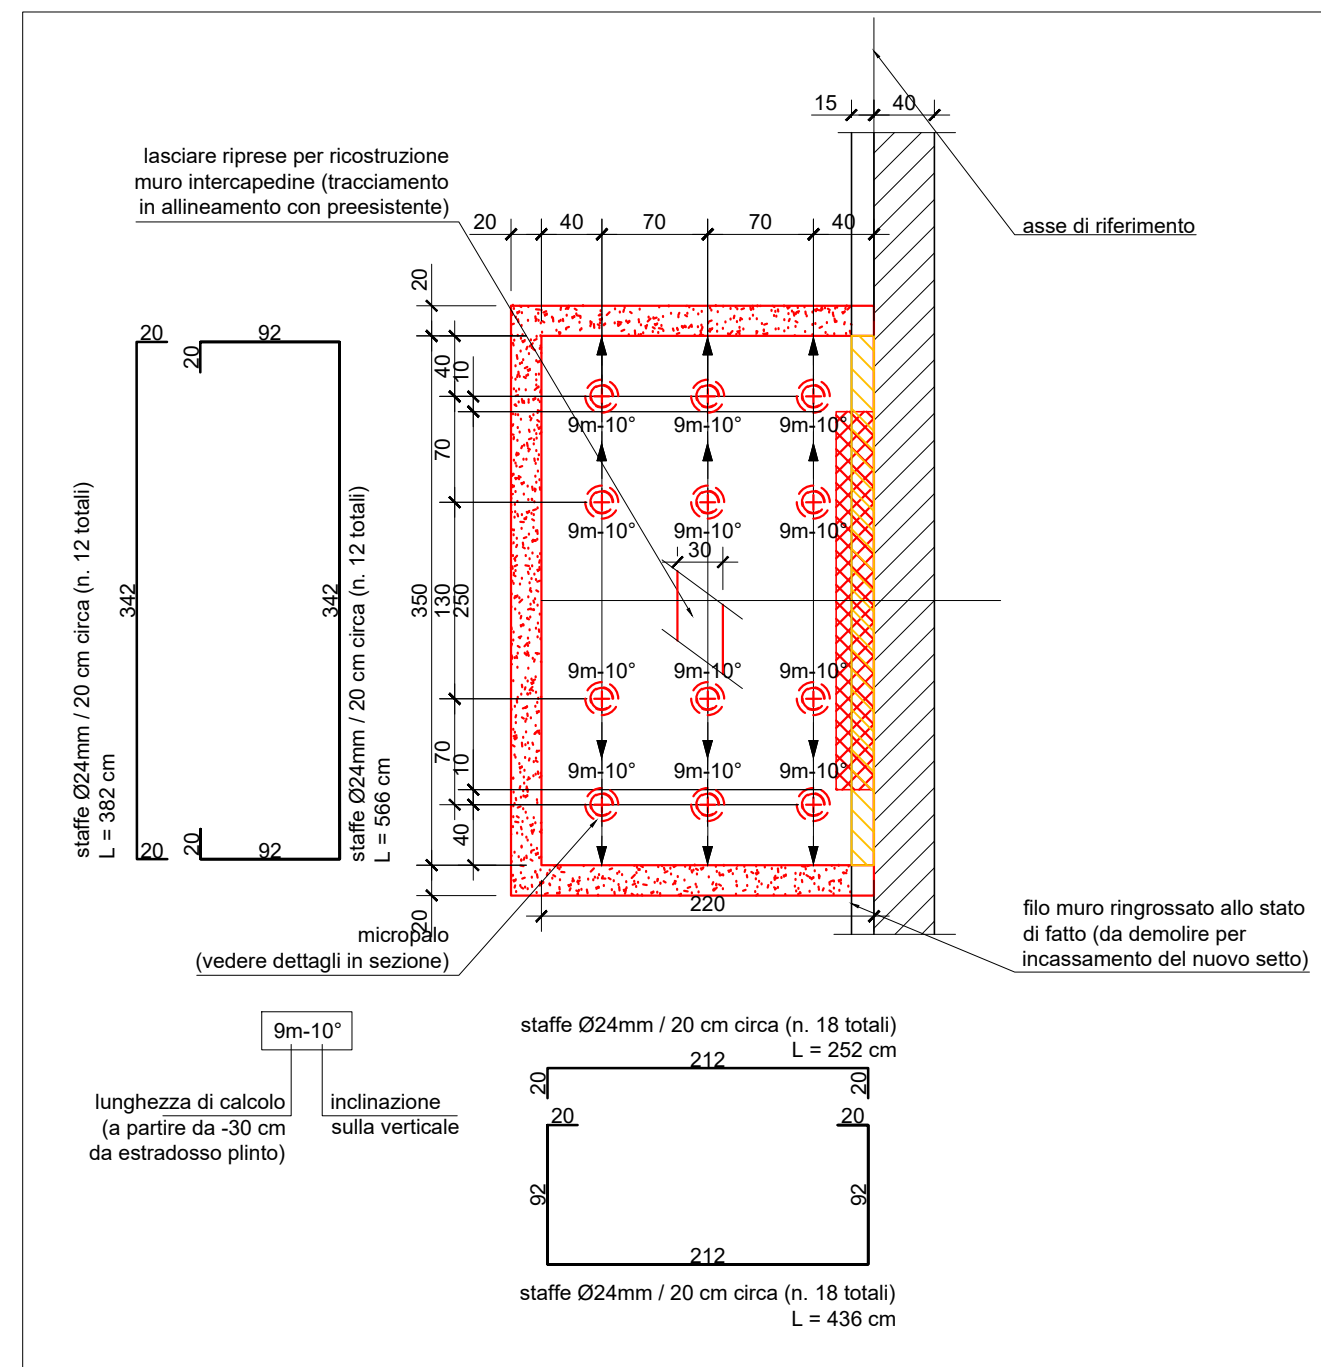 15
40
lasciare riprese per ricostruzione
muro intercapedine (tracciamento
in allineamento con preesistente)
asse di riferimento
20
40
70
70
40
20
350
20
40
70
130
70
40
10
250
10
20
92
20
342
342
20
20
92
staffe Ø24mm / 20 cm circa (n. 12 totali)
L = 382 cm
staffe Ø24mm / 20 cm circa (n. 12 totali)
L = 566 cm
9m-10°
9m-10°
9m-10°
9m-10°
9m-10°
9m-10°
30
9m-10°
9m-10°
9m-10°
9m-10°
9m-10°
9m-10°
220
micropalo
(vedere dettagli in sezione)
filo muro ringrossato allo stato
di fatto (da demolire per
incassamento del nuovo setto)
9m-10°
lunghezza di calcolo
(a partire da -30 cm
da estradosso plinto)
inclinazione
sulla verticale
staffe Ø24mm / 20 cm circa (n. 18 totali)
L = 252 cm
212
20
20
20
20
92
92
212
staffe Ø24mm / 20 cm circa (n. 18 totali)
L = 436 cm